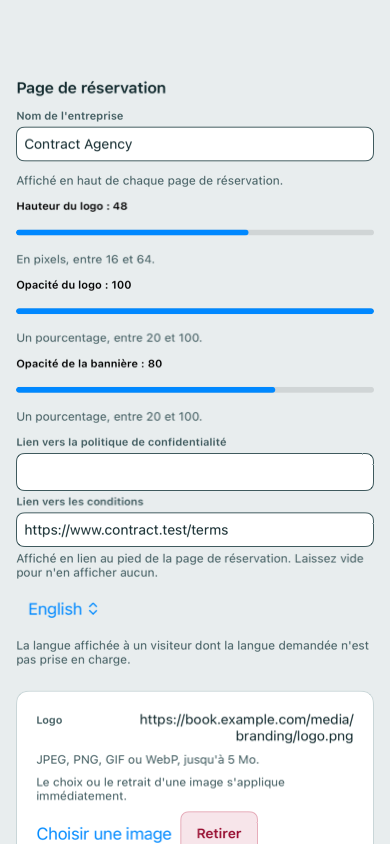 Page de réservation
Nom de l'entreprise
Contract Agency
Affiché en haut de chaque page de réservation.
Hauteur du logo : 48
En pixels, entre 16 et 64.
Opacité du logo : 100
Un pourcentage, entre 20 et 100.
Opacité de la bannière : 80
Un pourcentage, entre 20 et 100.
Lien vers la politique de confidentialité
Lien vers les conditions
https://www.contract.test/terms
Affiché en lien au pied de la page de réservation. Laissez vide
pour n'en afficher aucun.
English
La langue affichée à un visiteur dont la langue demandée n'est
pas prise en charge.
Logo
https://book.example.com/media/
branding/logo.png
JPEG, PNG, GIF ou WebP, jusqu'à 5 Mo.
Le choix ou le retrait d'une image s'applique
immédiatement.
Choisir une image
Retirer